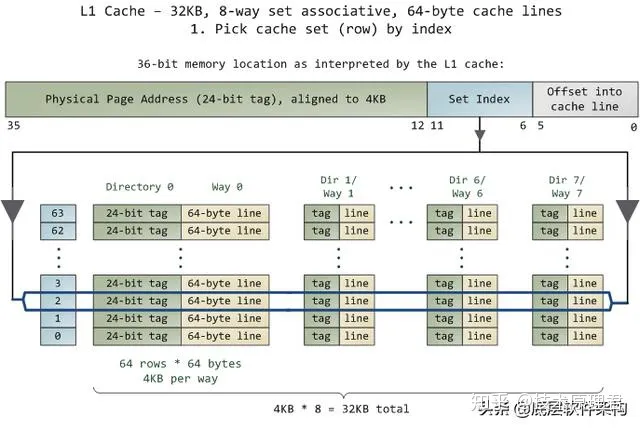 L1 Cache – 32KB, 8-way set associative, 64-byte cache lines
1. Pick cache set (row) by index
36-bit memory location as interpreted by the L1 cache:
Physical Page Address (24-bit tag), aligned to 4KB
Set Index
Offset into
cache line
35
12
11
6
5
0
Directory 0
Way 0
Dir 1/
Way 1
...
Dir 6/
Way 6
Dir 7/
Way 7
63 24-bit tag 64-byte line tag line ... tag line tag line
62 24-bit tag 64-byte line tag line tag line tag line
3 24-bit tag 64-byte line tag line tag line tag line
2 24-bit tag 64-byte line tag line tag line tag line
1 24-bit tag 64-byte line tag line tag line tag line
0 24-bit tag 64-byte line tag line tag line tag line
64 rows * 64 bytes
4KB per way
4KB * 8 = 32KB total
头条 @底层软件架构